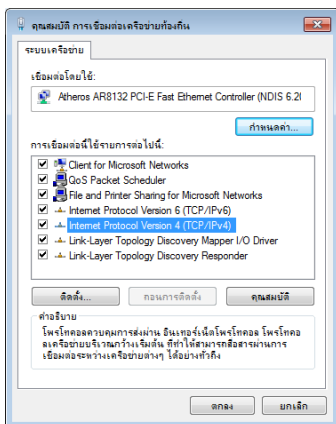 คุณสมบัติ การเชื่อมต่อเครือข่ายท้องถิ่น
ระบบเครือข่าย
เชื่อมต่อโดยใช้:
Atheros AR8132 PCI-E Fast Ethernet Controller (NDIS 6.20
กำหนดค่า...
การเชื่อมต่อนี้ใช้รายการต่อไปนี้:
Client for Microsoft Networks
QoS Packet Scheduler
File and Printer Sharing for Microsoft Networks
Internet Protocol Version 6 (TCP/IPv6)
Internet Protocol Version 4 (TCP/IPv4)
Link-Layer Topology Discovery Mapper I/O Driver
Link-Layer Topology Discovery Responder
ติดตั้ง...
ถอนการติดตั้ง
คุณสมบัติ
คำอธิบาย
โพรโทคอลควบคุมการส่งผ่าน อินเทอร์เน็ตโพรโทคอล โพรโทคอ
ลเครือข่ายบริเวณกว้างเริ่มต้น ที่ทำให้สามารถสื่อสารผ่านการ
เชื่อมต่อระหว่างเครือข่ายต่างๆ ได้อย่างทั่วถึง
ตกลง
ยกเลิก